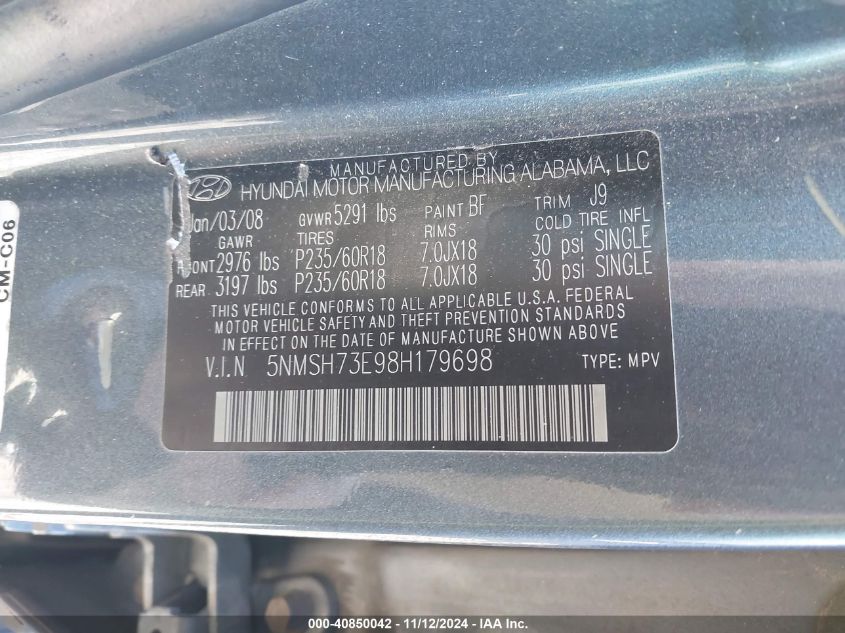 MANUFACTURED BY
HYUNDAI MOTOR MANUFACTURING ALABAMA, LLC
Jan/03/08 GVWR 5291 lbs PAINT BF TRIM J9
GAWR TIRES RIMS COLD TIRE INFL
FRONT 2976 lbs P235/60R18 7.0JX18 30 psi SINGLE
REAR 3197 lbs P235/60R18 7.0JX18 30 psi SINGLE
THIS VEHICLE CONFORMS TO ALL APPLICABLE U.S.A. FEDERAL
MOTOR VEHICLE SAFETY AND THEFT PREVENTION STANDARDS
IN EFFECT ON THE DATE OF MANUFACTURE SHOWN ABOVE
V.I.N 5NMSH73E98H179698 TYPE: MPV
CM-C06
000-40850042 - 11/12/2024 - IAA Inc.